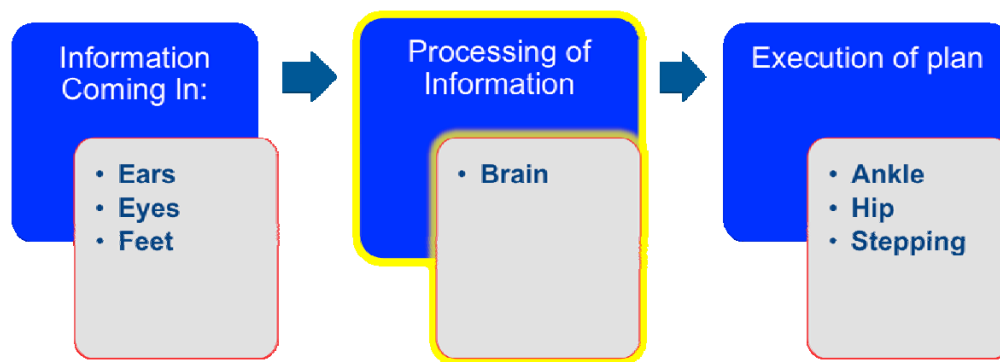 Information
Coming In:
• Ears
• Eyes
• Feet
Processing of
Information
• Brain
Execution of plan
• Ankle
• Hip
• Stepping